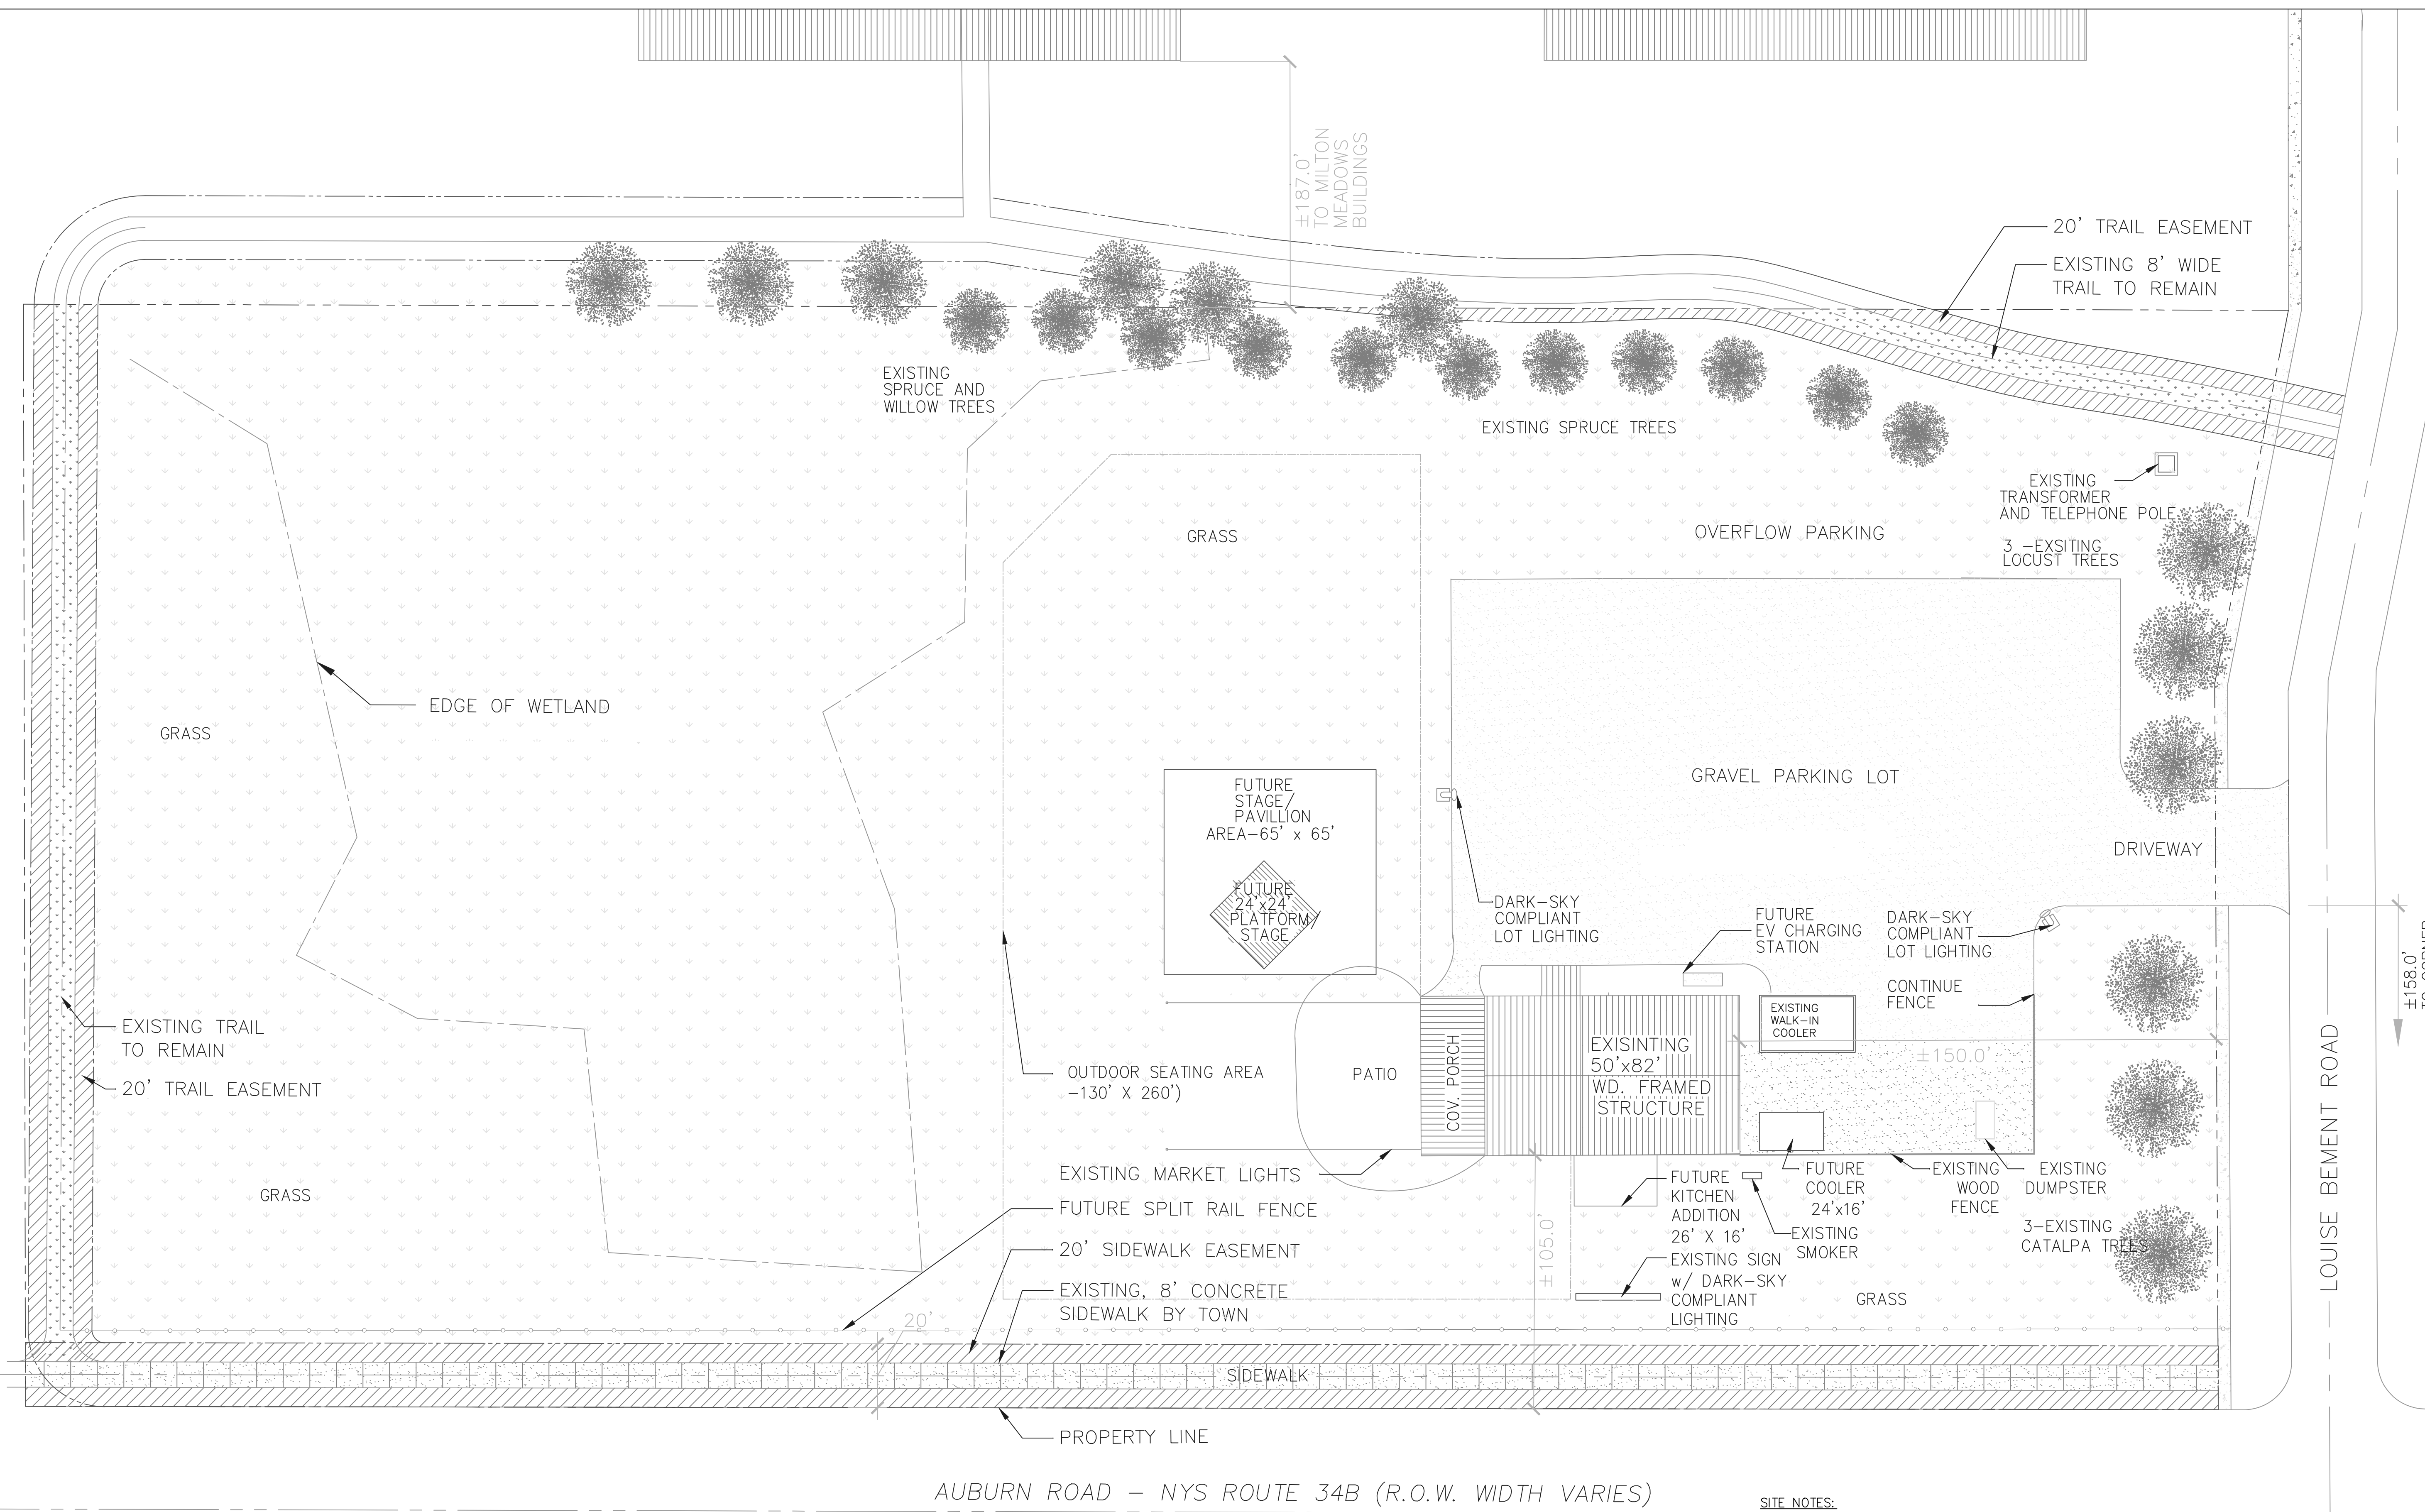 ±187.0'
TO MILTON
MEADOWS
BUILDINGS
20' TRAIL EASEMENT
EXISTING 8' WIDE
TRAIL TO REMAIN
EXISTING
SPRUCE AND
WILLOW TREES
EXISTING SPRUCE TREES
EXISTING
TRANSFORMER
AND TELEPHONE POLE
3 -EXSITING
LOCUST TREES
GRASS
OVERFLOW PARKING
EDGE OF WETLAND
GRASS
FUTURE
STAGE/
PAVILLION
AREA-65' x 65'
FUTURE
24'x24'
PLATFORM/
STAGE
GRAVEL PARKING LOT
DRIVEWAY
DARK-SKY
COMPLIANT
LOT LIGHTING
FUTURE
EV CHARGING
STATION
DARK-SKY
COMPLIANT
LOT LIGHTING
CONTINUE
FENCE
EXISTING
WALK-IN
COOLER
±158.0'
EXISTING TRAIL
TO REMAIN
20' TRAIL EASEMENT
OUTDOOR SEATING AREA
-130' X 260')
PATIO
COV. PORCH
EXISINTING
50'x82'
WD. FRAMED
STRUCTURE
±150.0'
LOUISE BEMENT ROAD
GRASS
EXISTING MARKET LIGHTS
FUTURE SPLIT RAIL FENCE
20' SIDEWALK EASEMENT
EXISTING, 8' CONCRETE
SIDEWALK BY TOWN
20'
±105.0'
FUTURE
KITCHEN
ADDITION
26' X 16'
EXISTING SIGN
w/ DARK-SKY
COMPLIANT
LIGHTING
EXISTING
SMOKER
FUTURE
COOLER
24'x16'
EXISTING
WOOD
FENCE
EXISTING
DUMPSTER
3-EXISTING
CATALPA TREES
GRASS
SIDEWALK
PROPERTY LINE
AUBURN ROAD - NYS ROUTE 34B (R.O.W. WIDTH VARIES)
SITE NOTES: